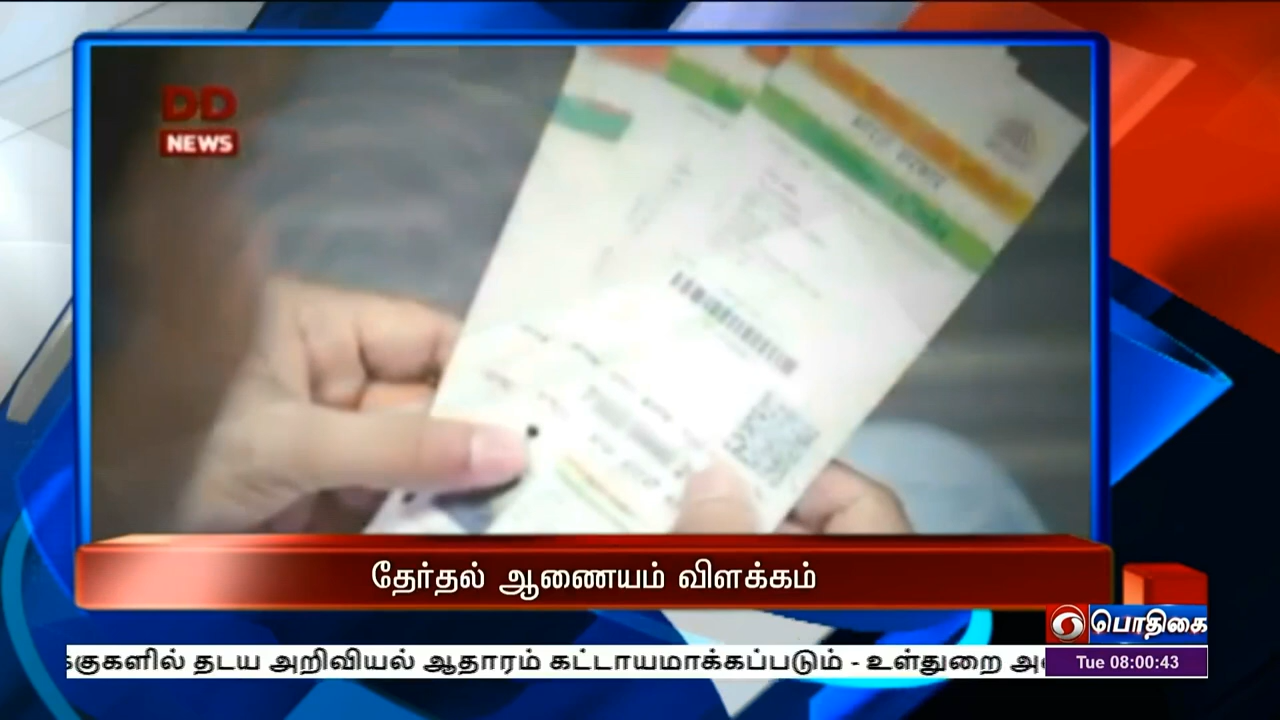 DD
NEWS
தேர்தல் ஆணையம் விளக்கம்
பொதிகை
குகளில் தடய அறிவியல் ஆதாரம் கட்டாயமாக்கப்படும் - உள்துறை
Tue 08:00:43